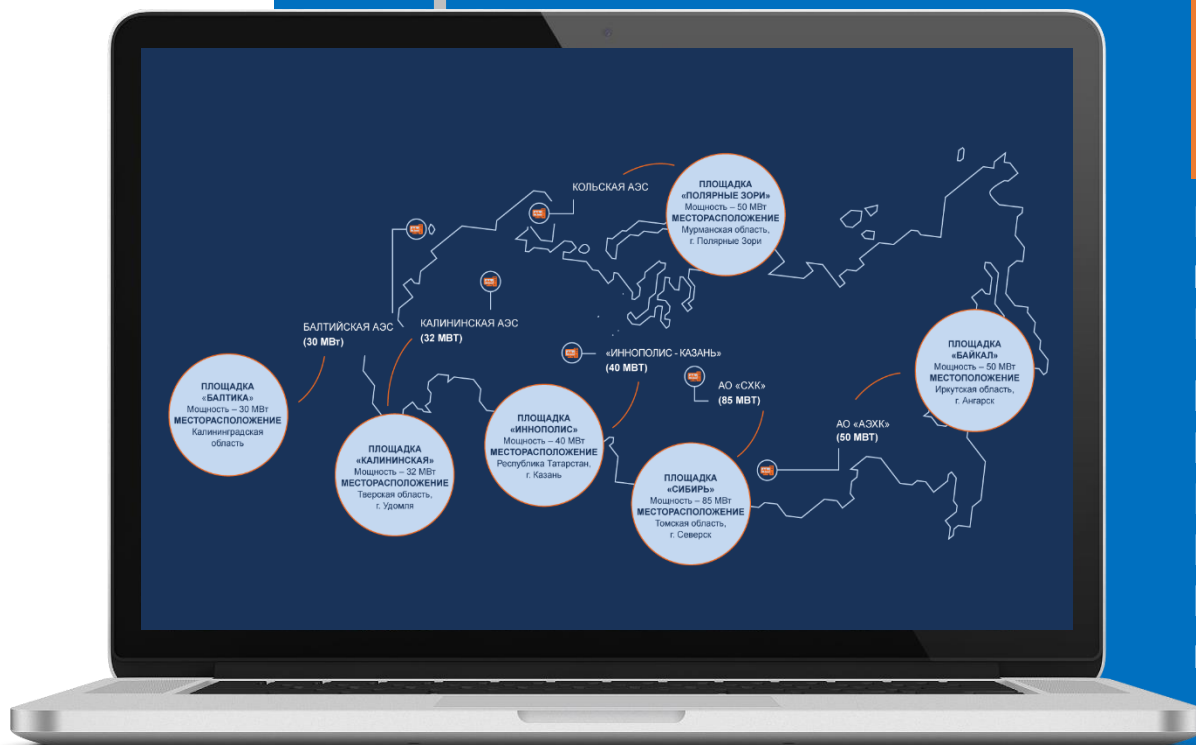 КОЛЬСКАЯ АЭС
ПЛОЩАДКА
«ПОЛЯРНЫЕ ЗОРИ»
Мощность – 50 МВт
МЕСТОРАСПОЛОЖЕНИЕ
Мурманская область,
г. Полярные Зори
БАЛТИЙСКАЯ АЭС
(30 МВт)
КАЛИНИНСКАЯ АЭС
(32 МВТ)
«ИННОПОЛИС - КАЗАНЬ»
(40 МВТ)
АО «СХК»
(85 МВТ)
АО «АЭХК»
(50 МВТ)
ПЛОЩАДКА
«БАЙКАЛ»
Мощность – 50 МВт
МЕСТОПОЛОЖЕНИЕ
Иркутская область,
г. Ангарск
ПЛОЩАДКА
«БАЛТИКА»
Мощность – 30 МВт
МЕСТОРАСПОЛОЖЕНИЕ
Калининградская
область
ПЛОЩАДКА
«КАЛИНИНСКАЯ»
Мощность – 32 МВт
МЕСТОРАСПОЛОЖЕНИЕ
Тверская область,
г. Удомля
ПЛОЩАДКА
«ИННОПОЛИС»
Мощность – 40 МВт
МЕСТОРАСПОЛОЖЕНИЕ
Республика Татарстан,
г. Казань
ПЛОЩАДКА
«СИБИРЬ»
Мощность – 85 МВт
МЕСТОРАСПОЛОЖЕНИЕ
Томская область,
г. Северск